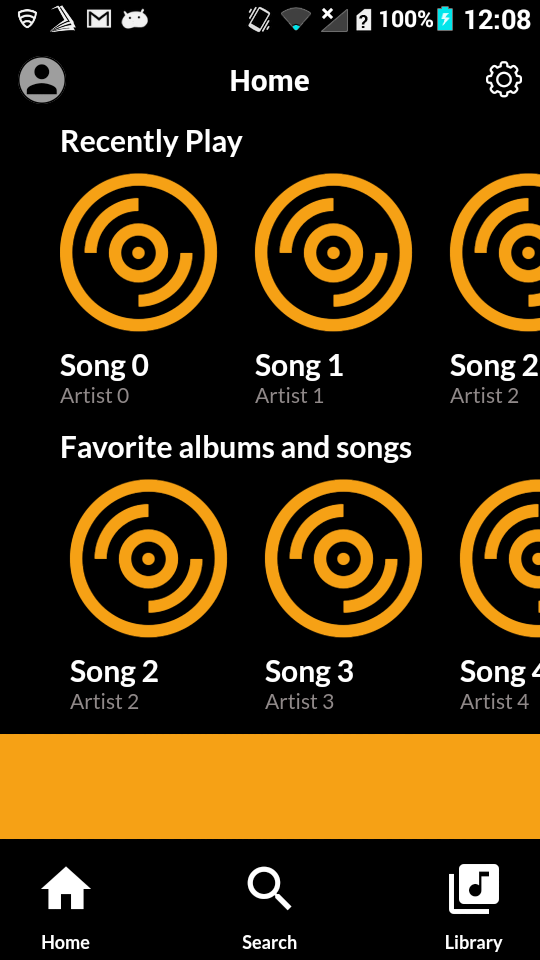 100% 12:08
Home
Recently Play
Song 0 Song 1 Song 2
Artist 0 Artist 1 Artist 2
Favorite albums and songs
Song 2 Song 3 Song 4
Artist 2 Artist 3 Artist 4
Home Search Library